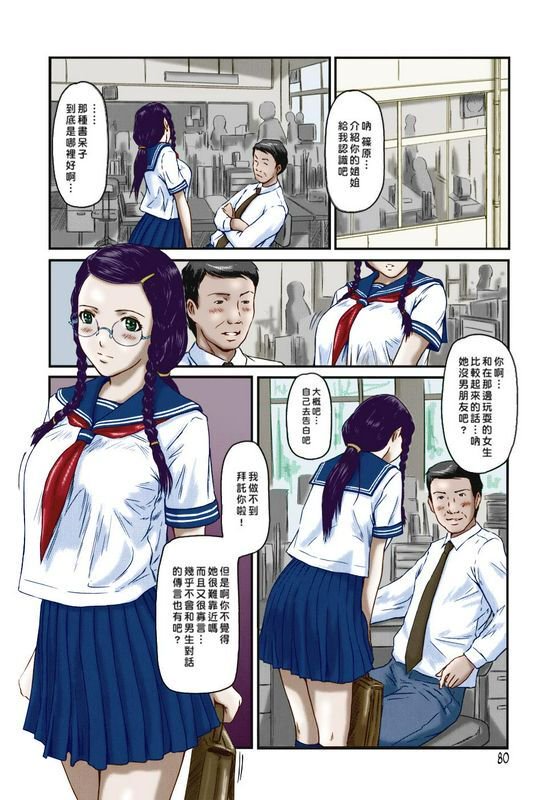 吶 篠原…
介紹你的姐姐
給我認識吧
……
那種書呆子
到底是哪裡好啊…
你啊…
和在那邊玩耍的女生
比較起來的話…吶
她沒男朋友吧？
大概吧…
自己去告白吧
我做不到
拜託你啦！
但是啊你不覺得
她很難靠近嗎
而且又很寡言…
幾乎不會和男生對話
的傳言也有吧？
80